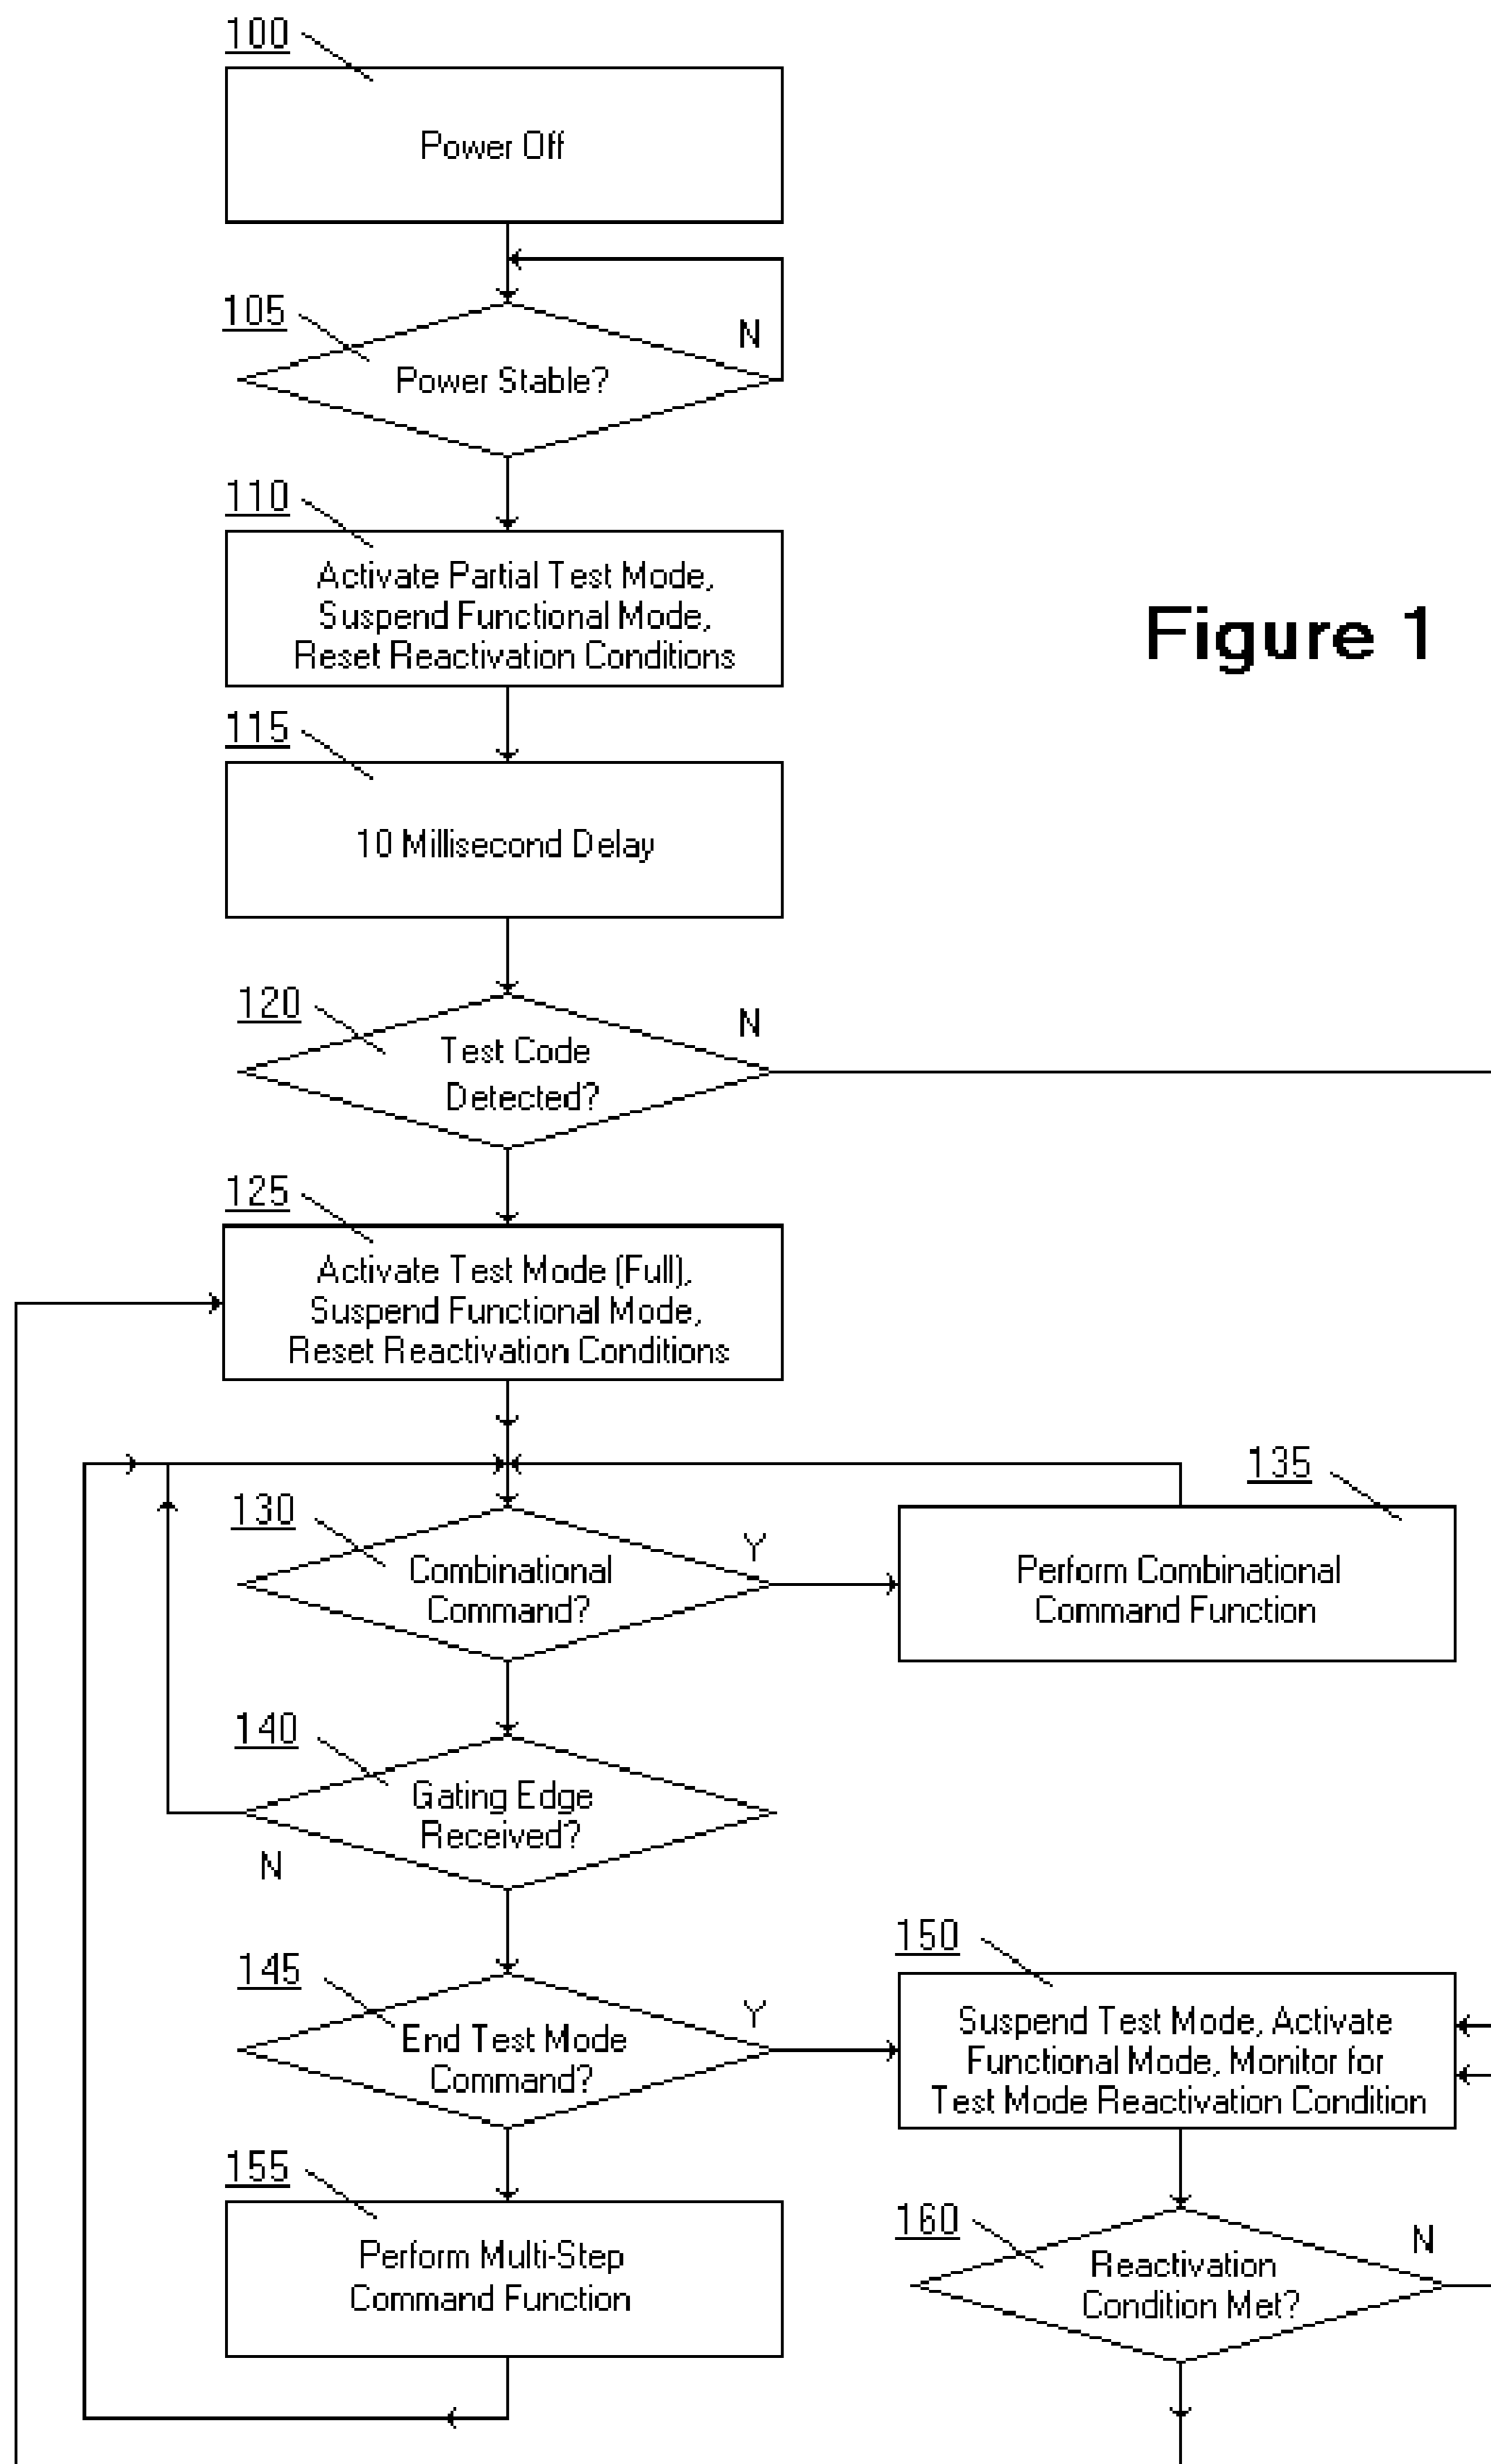 100
Power Off
105
Power Stable?
N
110
Activate Partial Test Mode,
Suspend Functional Mode,
Reset Reactivation Conditions
Figure 1
115
10 Millisecond Delay
120
Test Code
Detected?
N
125
Activate Test Mode (Full),
Suspend Functional Mode,
Reset Reactivation Conditions
130
Combinational
Command?
Y
135
Perform Combinational
Command Function
140
Gating Edge
Received?
N
145
End Test Mode
Command?
Y
150
Suspend Test Mode, Activate
Functional Mode, Monitor for
Test Mode Reactivation Condition
155
Perform Multi-Step
Command Function
160
Reactivation
Condition Met?
N